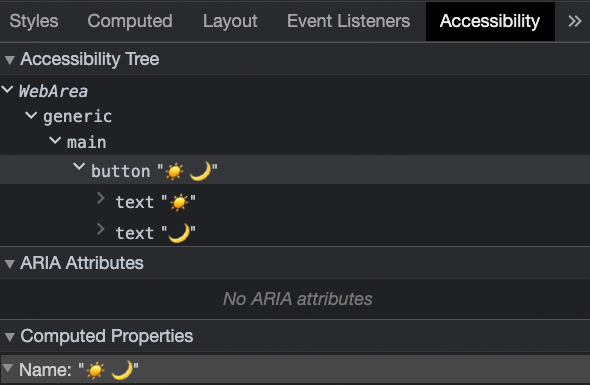 Styles Computed Layout Event Listeners Accessibility »
Accessibility Tree
WebArea
generic
main
button "☀️ 🌙"
text "☀️"
text "🌙"
ARIA Attributes
No ARIA attributes
Computed Properties
Name: "☀️ 🌙"